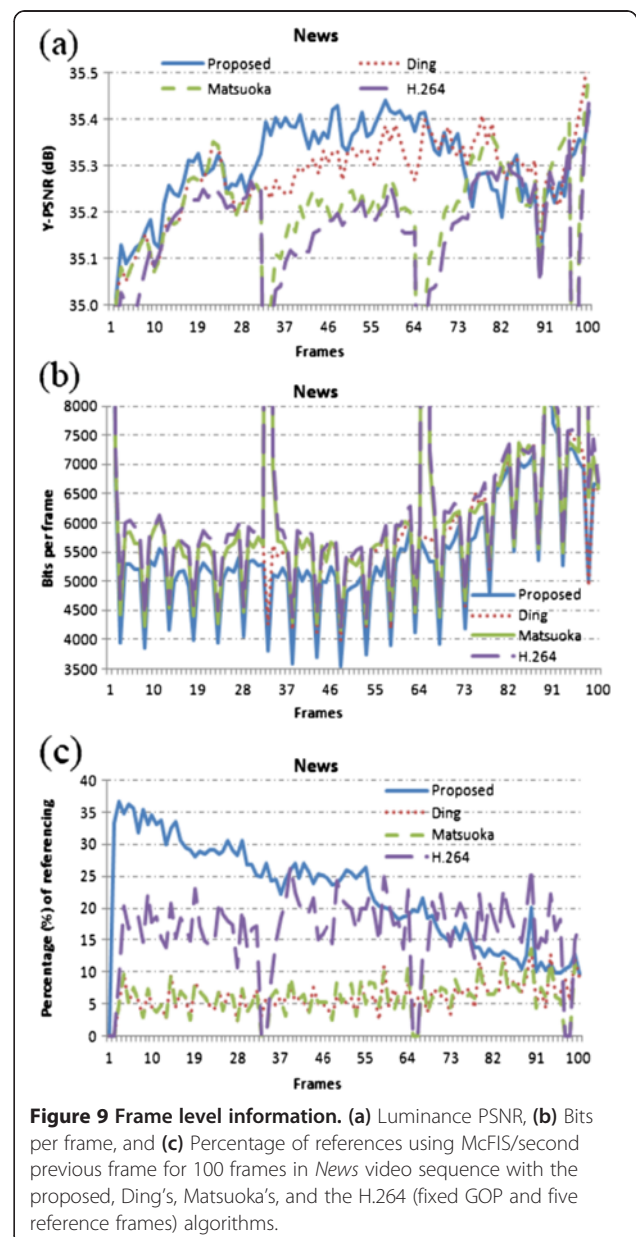 (a)
News
Proposed
Ding
Matsuoka
H.264
Y-PSNR (dB)
35.5
35.4
35.3
35.2
35.1
35.0
1 10 19 28 37 46 55 64 73 82 91 100
Frames
(b)
News
Bits per frame
8000
7500
7000
6500
6000
5500
5000
4500
4000
3500
Proposed
Ding
Matsuoka
H.264
1 10 19 28 37 46 55 64 73 82 91 100
Frames
(c)
News
Percentage (%) of referencing
40
35
30
25
20
15
10
5
0
Proposed
Ding
Matsuoka
H.264
1 10 19 28 37 46 55 64 73 82 91 100
Frames
Figure 9 Frame level information. (a) Luminance PSNR, (b) Bits
per frame, and (c) Percentage of references using McFIS/second
previous frame for 100 frames in News video sequence with the
proposed, Ding's, Matsuoka's, and the H.264 (fixed GOP and five
reference frames) algorithms.